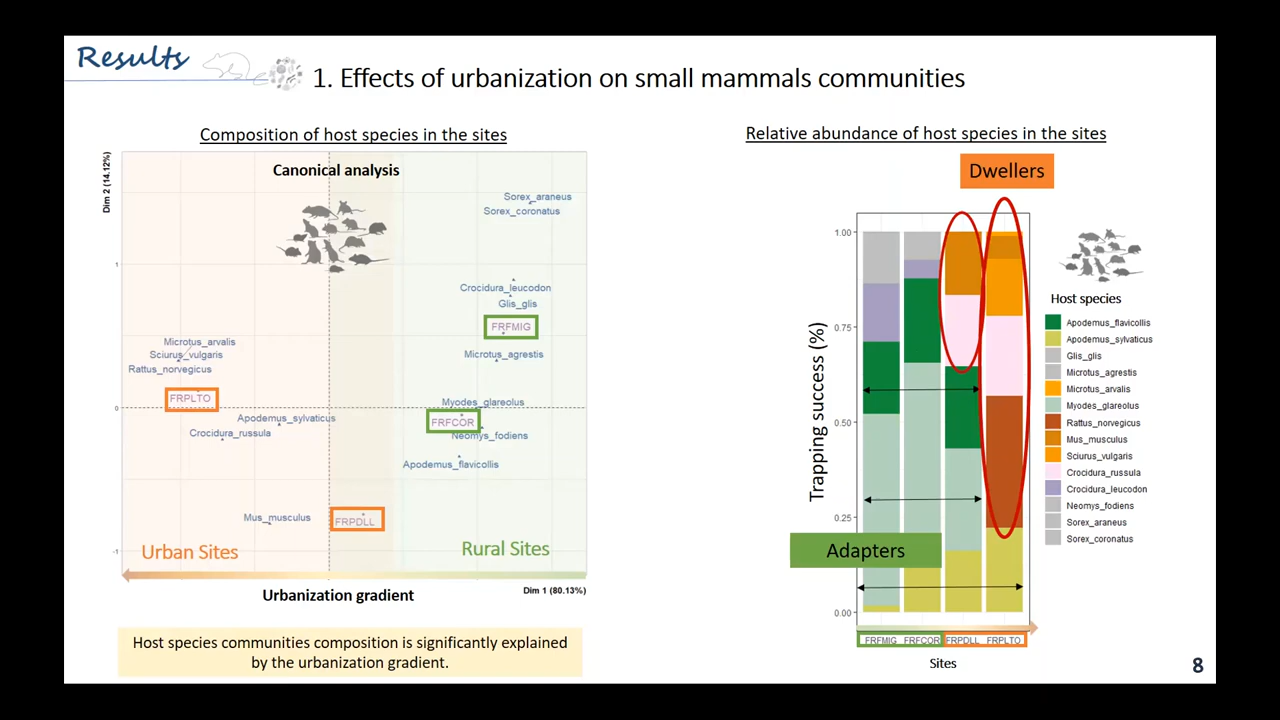 Results
1. Effects of urbanization on small mammals communities
Composition of host species in the sites
Dim 2 (14.12%)
Canonical analysis
Sorex_araneus
Sorex_coronatus
1
Crocidura_leucodon
Glis_glis
FRFMIG
Microtus_arvalis
Sciurus_vulgaris
Microtus_agrestis
Rattus_norvegicus
FRPLTO
Myodes_glareolus
0
Apodemus_sylvaticus
FRFCOR
Crocidura_russula
Neomys_fodiens
Apodemus_flavicollis
Mus_musculus
FRPDLL
-1
Urban Sites
Rural Sites
Dim 1 (80.13%)
Urbanization gradient
Host species communities composition is significantly explained
by the urbanization gradient.
Relative abundance of host species in the sites
Dwellers
Trapping success (%)
1.00
0.75
0.50
0.25
0.00
Adapters
FRFMIG
FRFCOR
FRPDLL
FRPLTO
Sites
Host species
Apodemus_flavicollis
Apodemus_sylvaticus
Glis_glis
Microtus_agrestis
Microtus_arvalis
Myodes_glareolus
Rattus_norvegicus
Mus_musculus
Sciurus_vulgaris
Crocidura_russula
Crocidura_leucodon
Neomys_fodiens
Sorex_araneus
Sorex_coronatus
8